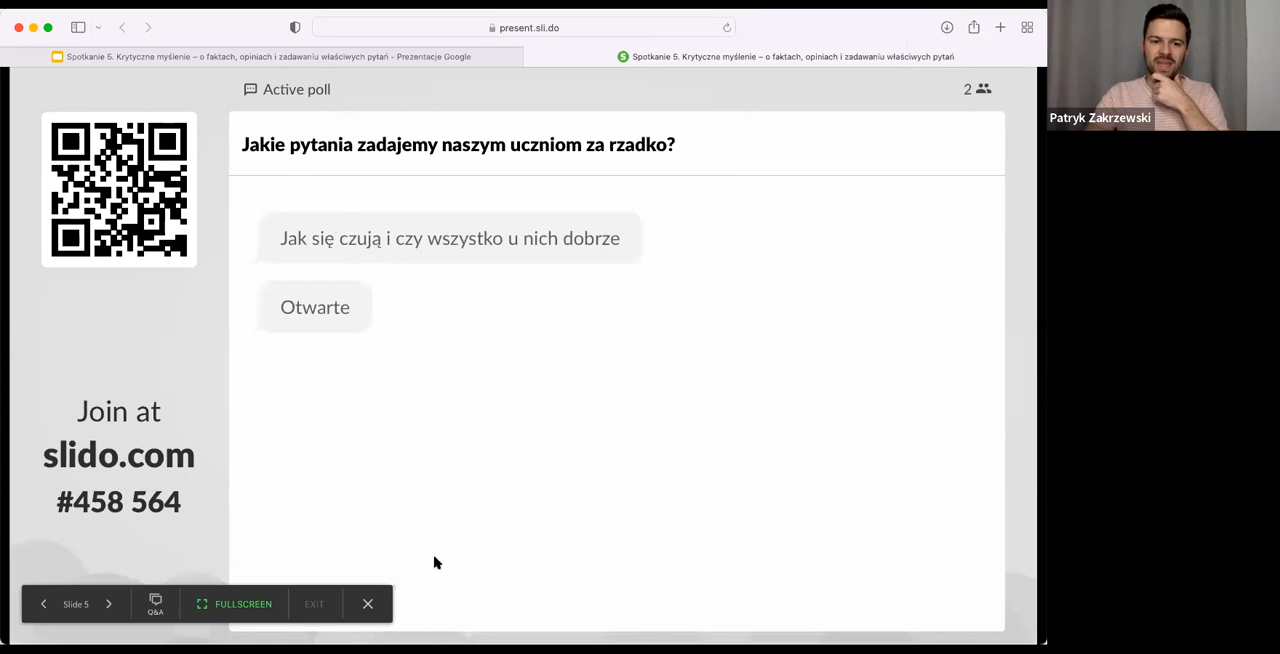 present.sli.do
Spotkanie 5. Krytyczne myślenie – o faktach, opiniach i zadawaniu właściwych pytań - Prezentacje Google
Spotkanie 5. Krytyczne myślenie – o faktach, opiniach i zadawaniu właściwych pytań
Active poll
2
Jakie pytania zadajemy naszym uczniom za rzadko?
Jak się czują i czy wszystko u nich dobrze
Otwarte
Join at
slido.com
#458 564
Slide 5
Q&A
FULLSCREEN
EXIT
Patryk Zakrzewski